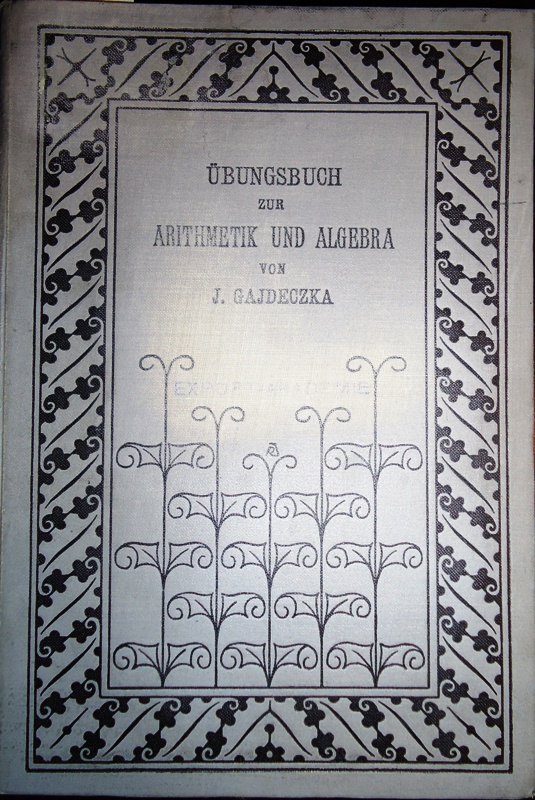 ÜBUNGSBUCH
ZUR
ARITHMETIK UND ALGEBRA
VON
J. GAJDECZKA